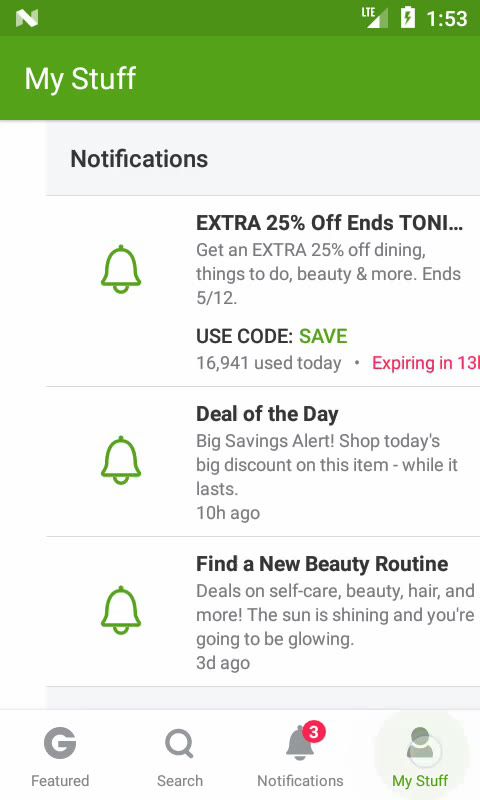 LTE 1:53
My Stuff
Notifications
EXTRA 25% Off Ends TONI...
Get an EXTRA 25% off dining,
things to do, beauty & more. Ends
5/12.
USE CODE: SAVE
16,941 used today • Expiring in 13h
Deal of the Day
Big Savings Alert! Shop today's
big discount on this item - while it
lasts.
10h ago
Find a New Beauty Routine
Deals on self-care, beauty, hair, and
more! The sun is shining and you're
going to be glowing.
3d ago
G
3
Featured Search Notifications My Stuff